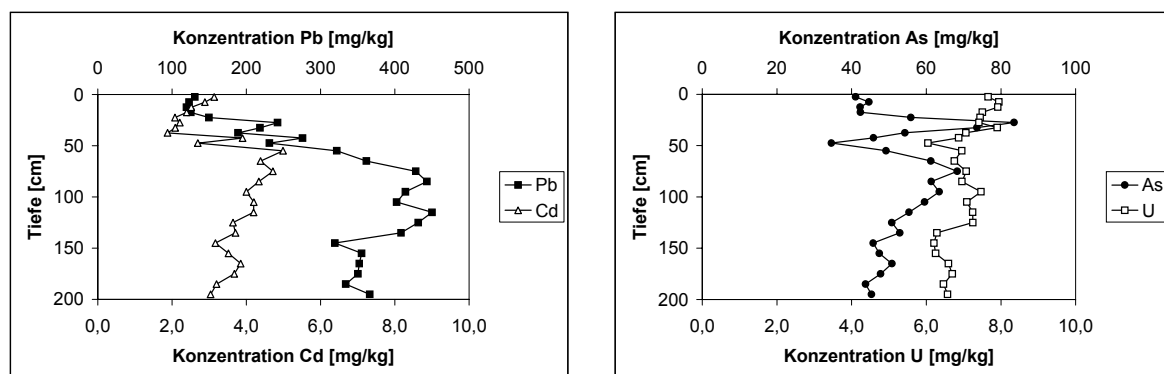 Konzentration Pb [mg/kg]
0 100 200 300 400 500
0
50
100
150
200
Tiefe [cm]
Pb
Cd
0,0 2,0 4,0 6,0 8,0 10,0
Konzentration Cd [mg/kg]
Konzentration As [mg/kg]
0 20 40 60 80 100
0
50
100
150
200
Tiefe [cm]
As
U
0,0 2,0 4,0 6,0 8,0 10,0
Konzentration U [mg/kg]